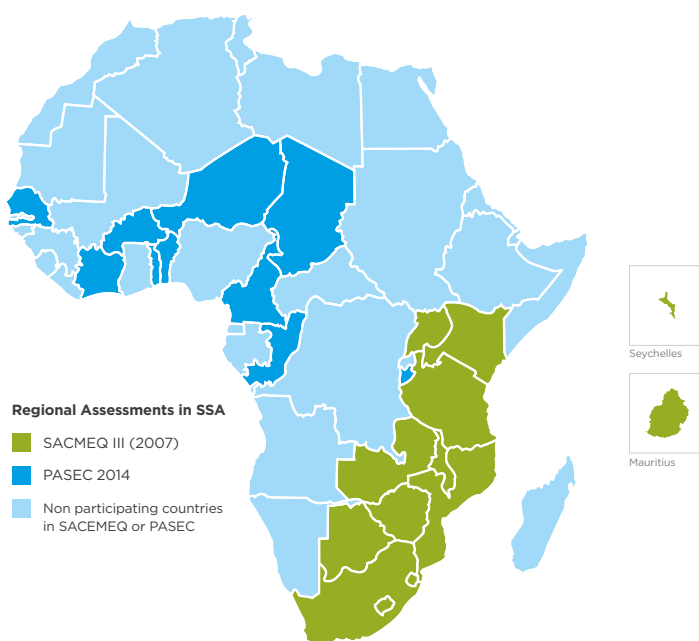 Seychelles
Mauritius
Regional Assessments in SSA
SACMEQ III (2007)
PASEC 2014
Non participating countries
in SACEMEQ or PASEC